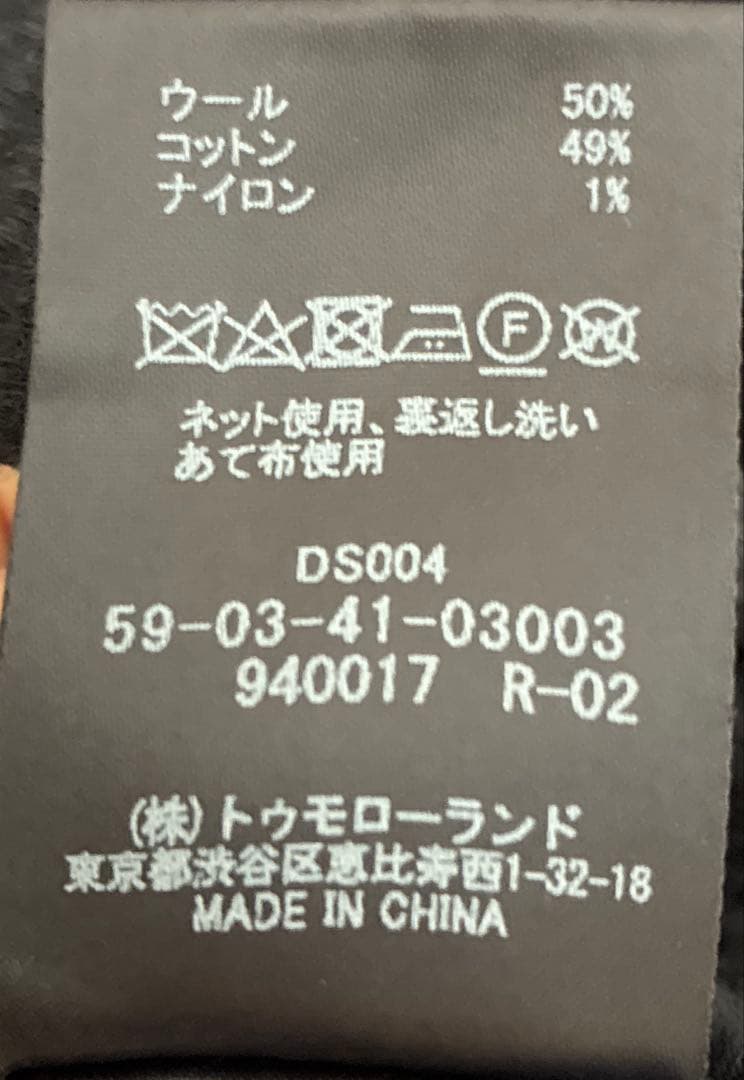 ウール 50%
コットン 49%
ナイロン 1%
F W
ネット使用、裏返し洗い
あて布使用
DS004
59-03-41-03003
940017 R-02
(株)トゥモローランド
東京都渋谷区恵比寿西1-32-18
MADE IN CHINA